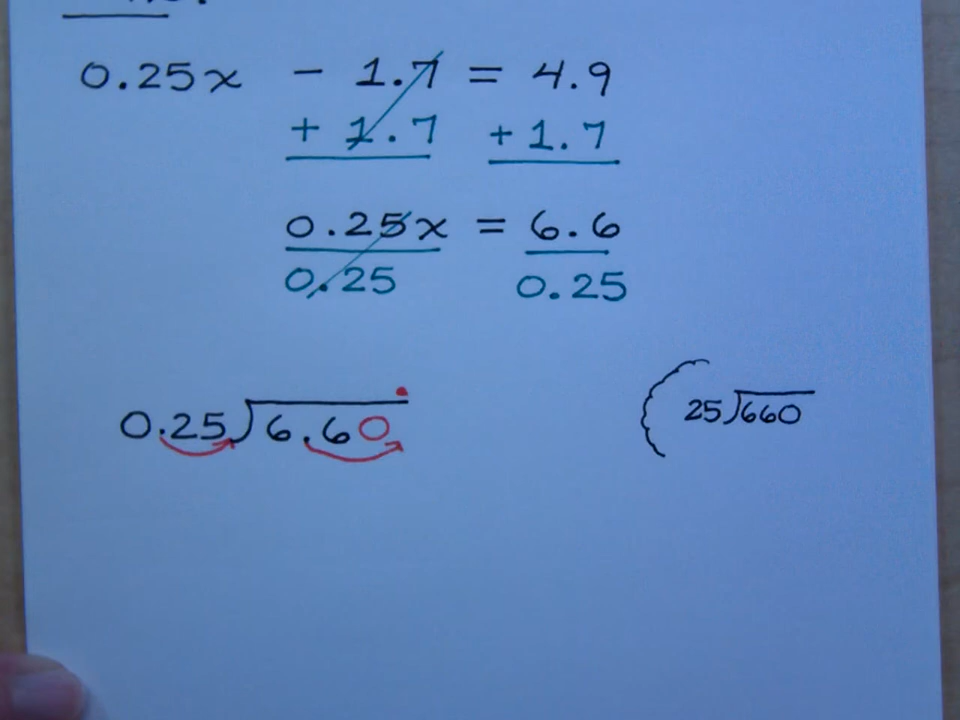 0.25x - 1.7 = 4.9
+ 1.7 +1.7
0.25x = 6.6
0.25 0.25
0.25)6.60
25)660